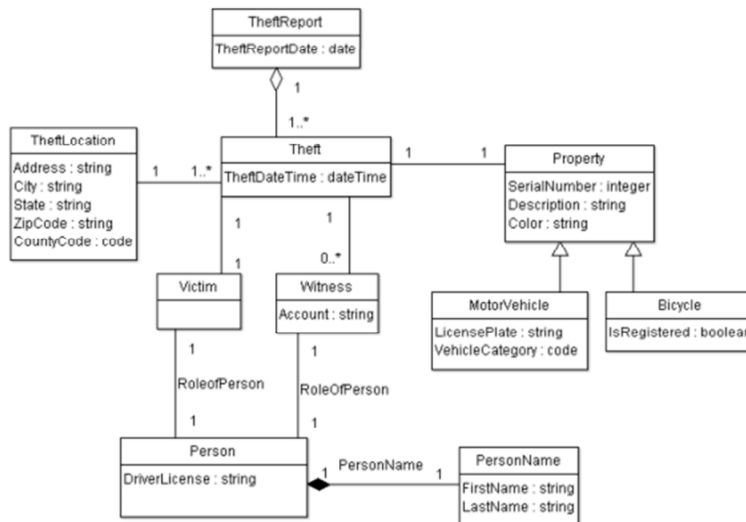 TheftReport
TheftReportDate : date
1
1..*
TheftLocation
Address : string
City : string
State : string
ZipCode : string
CountyCode : code
1
1..*
Theft
TheftDateTime : dateTime
1
1
Property
SerialNumber : integer
Description : string
Color : string
1
1
1
0..*
Victim
Witness
Account : string
MotorVehicle
LicensePlate : string
VehicleCategory : code
Bicycle
IsRegistered : boolean
1
1
RoleofPerson
RoleOfPerson
1
1
Person
DriverLicense : string
1
PersonName
1
PersonName
FirstName : string
LastName : string